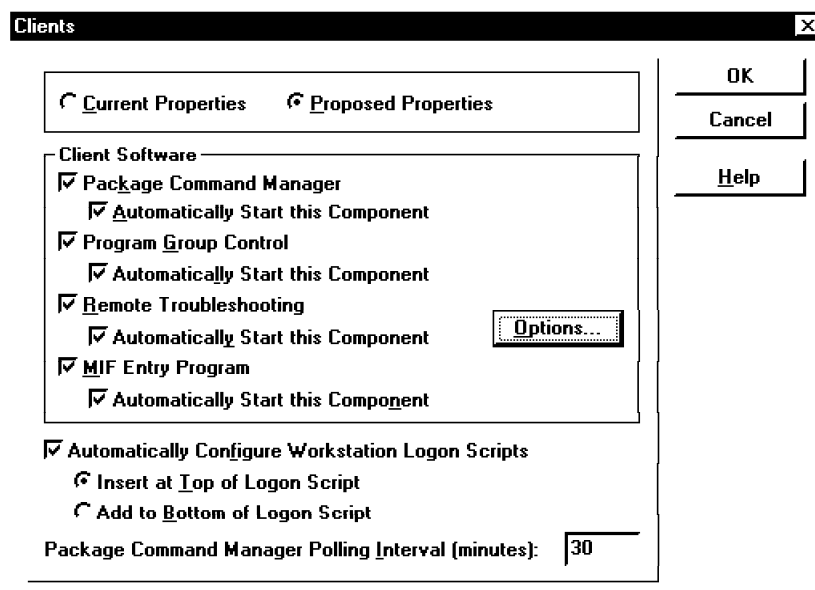 Clients
Current Properties Proposed Properties
OK
Cancel
Help
Client Software
Package Command Manager
Automatically Start this Component
Program Group Control
Automatically Start this Component
Remote Troubleshooting
Automatically Start this Component
Options...
MIF Entry Program
Automatically Start this Component
Automatically Configure Workstation Logon Scripts
Insert at Top of Logon Script
Add to Bottom of Logon Script
Package Command Manager Polling Interval (minutes): 30